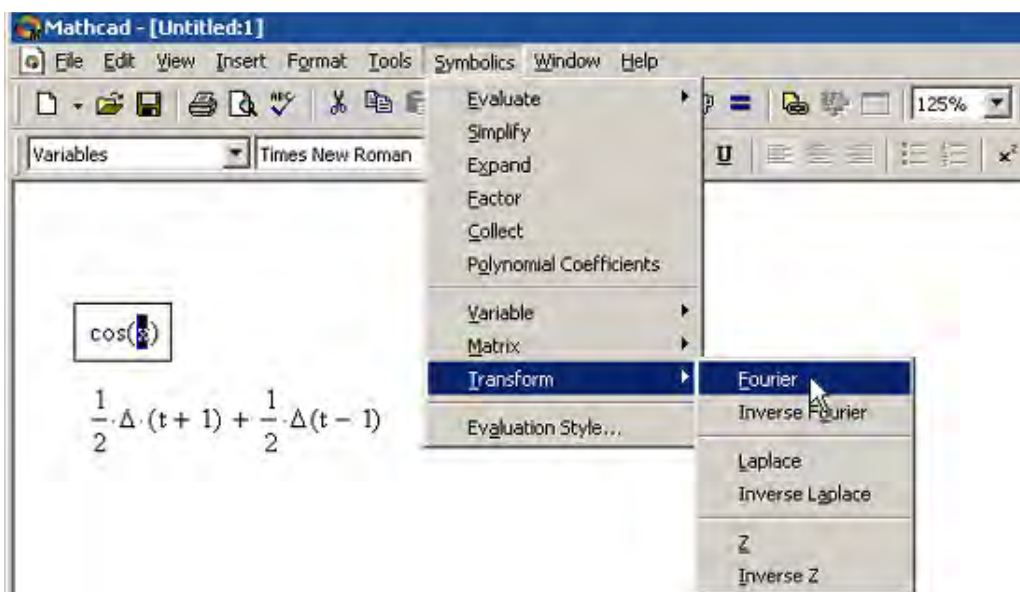 Mathcad - [Untitled:1]
File Edit View Insert Format Tools Symbolics Window Help
125%
Variables Times New Roman U x²
Evaluate
Simplify
Expand
Factor
Collect
Polynomial Coefficients
Variable
Matrix
Transform
Evaluation Style...
Fourier
Inverse Fourier
Laplace
Inverse Laplace
Z
Inverse Z
cos(x)
1/2·Δ·(t + 1) + 1/2·Δ(t − 1)